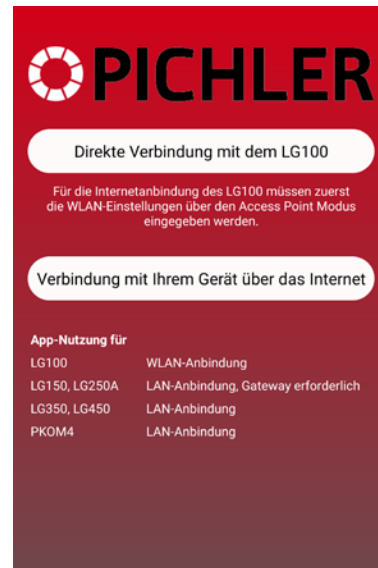 PICHLER
Direkte Verbindung mit dem LG100
Für die Internetanbindung des LG100 müssen zuerst
die WLAN-Einstellungen über den Access Point Modus
eingegeben werden.
Verbindung mit Ihrem Gerät über das Internet
App-Nutzung für
LG100 WLAN-Anbindung
LG150, LG250A LAN-Anbindung, Gateway erforderlich
LG350, LG450 LAN-Anbindung
PKOM4 LAN-Anbindung